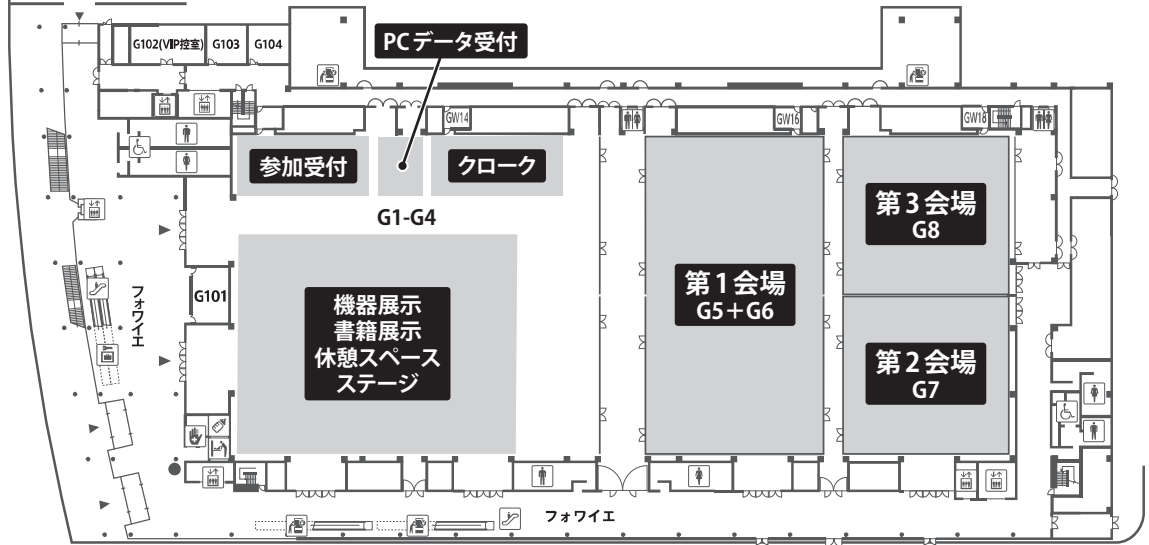 PCデータ受付
G102(VIP控室)
G103
G104
GW14
GW16
GW18
参加受付
クローク
G1-G4
第3会場
G8
第1会場
G5＋G6
第2会場
G7
G101
フォワイエ
機器展示
書籍展示
休憩スペース
ステージ
フォワイエ